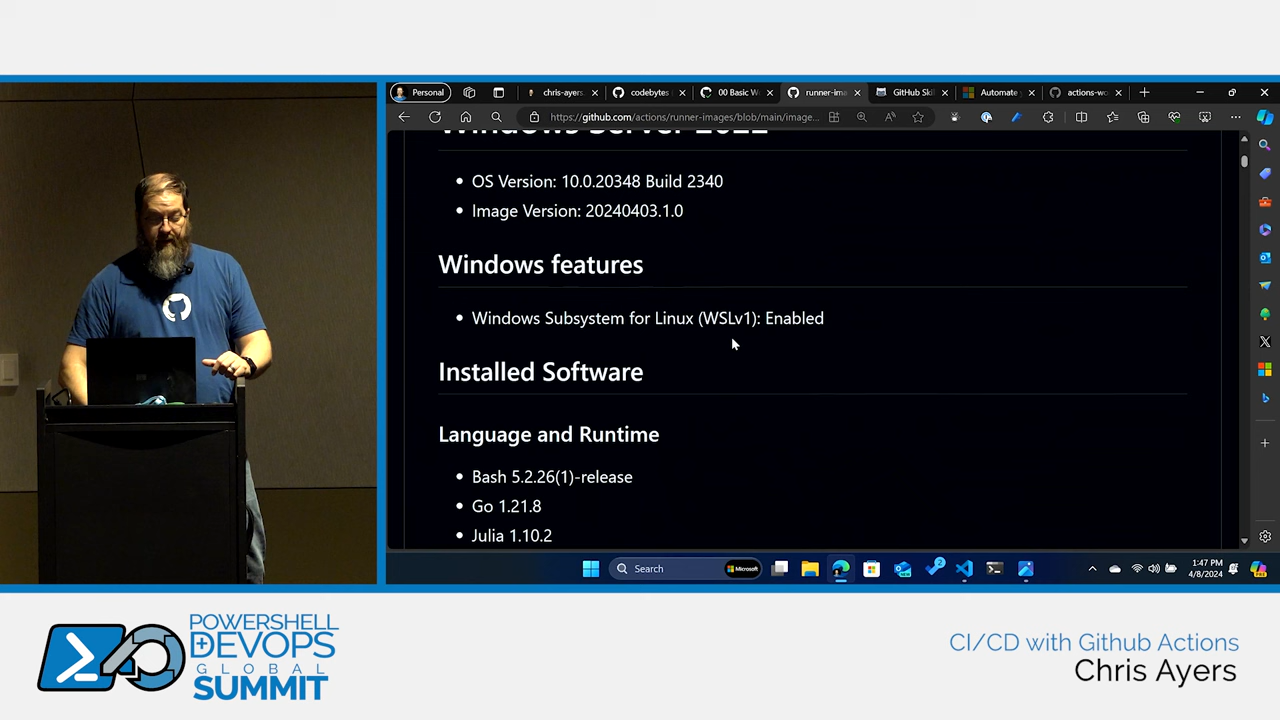 Personal
chris-ayers.
codebytes
00 Basic W
runner-ima
GitHub Ski
Automate
actions-wo
https://github.com/actions/runner-images/blob/main/image...
Windows Server 2022
• OS Version: 10.0.20348 Build 2340
• Image Version: 20240403.1.0
Windows features
• Windows Subsystem for Linux (WSLv1): Enabled
Installed Software
Language and Runtime
• Bash 5.2.26(1)-release
• Go 1.21.8
• Julia 1.10.2
Search
Microsoft
1:47 PM
4/8/2024
POWERSHELL
+DEVOPS
GLOBAL
SUMMIT
CI/CD with Github Actions
Chris Ayers